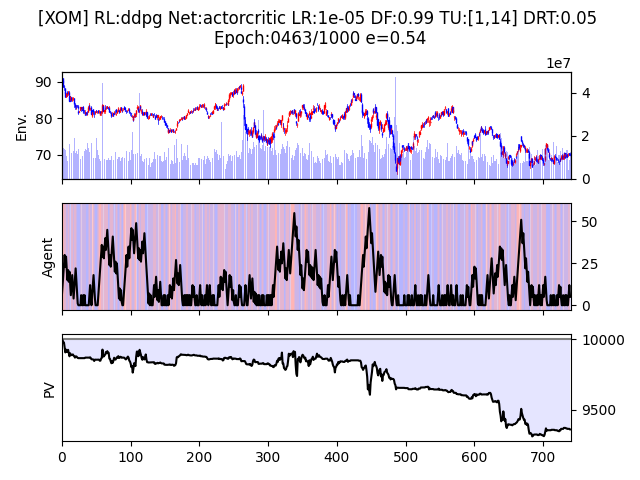 [XOM] RL:ddpg Net:actorcritic LR:1e-05 DF:0.99 TU:[1,14] DRT:0.05
Epoch:0463/1000 e=0.54
1e7
90
80
70
Env.
4
2
0
Agent
50
25
0
PV
10000
9500
0 100 200 300 400 500 600 700